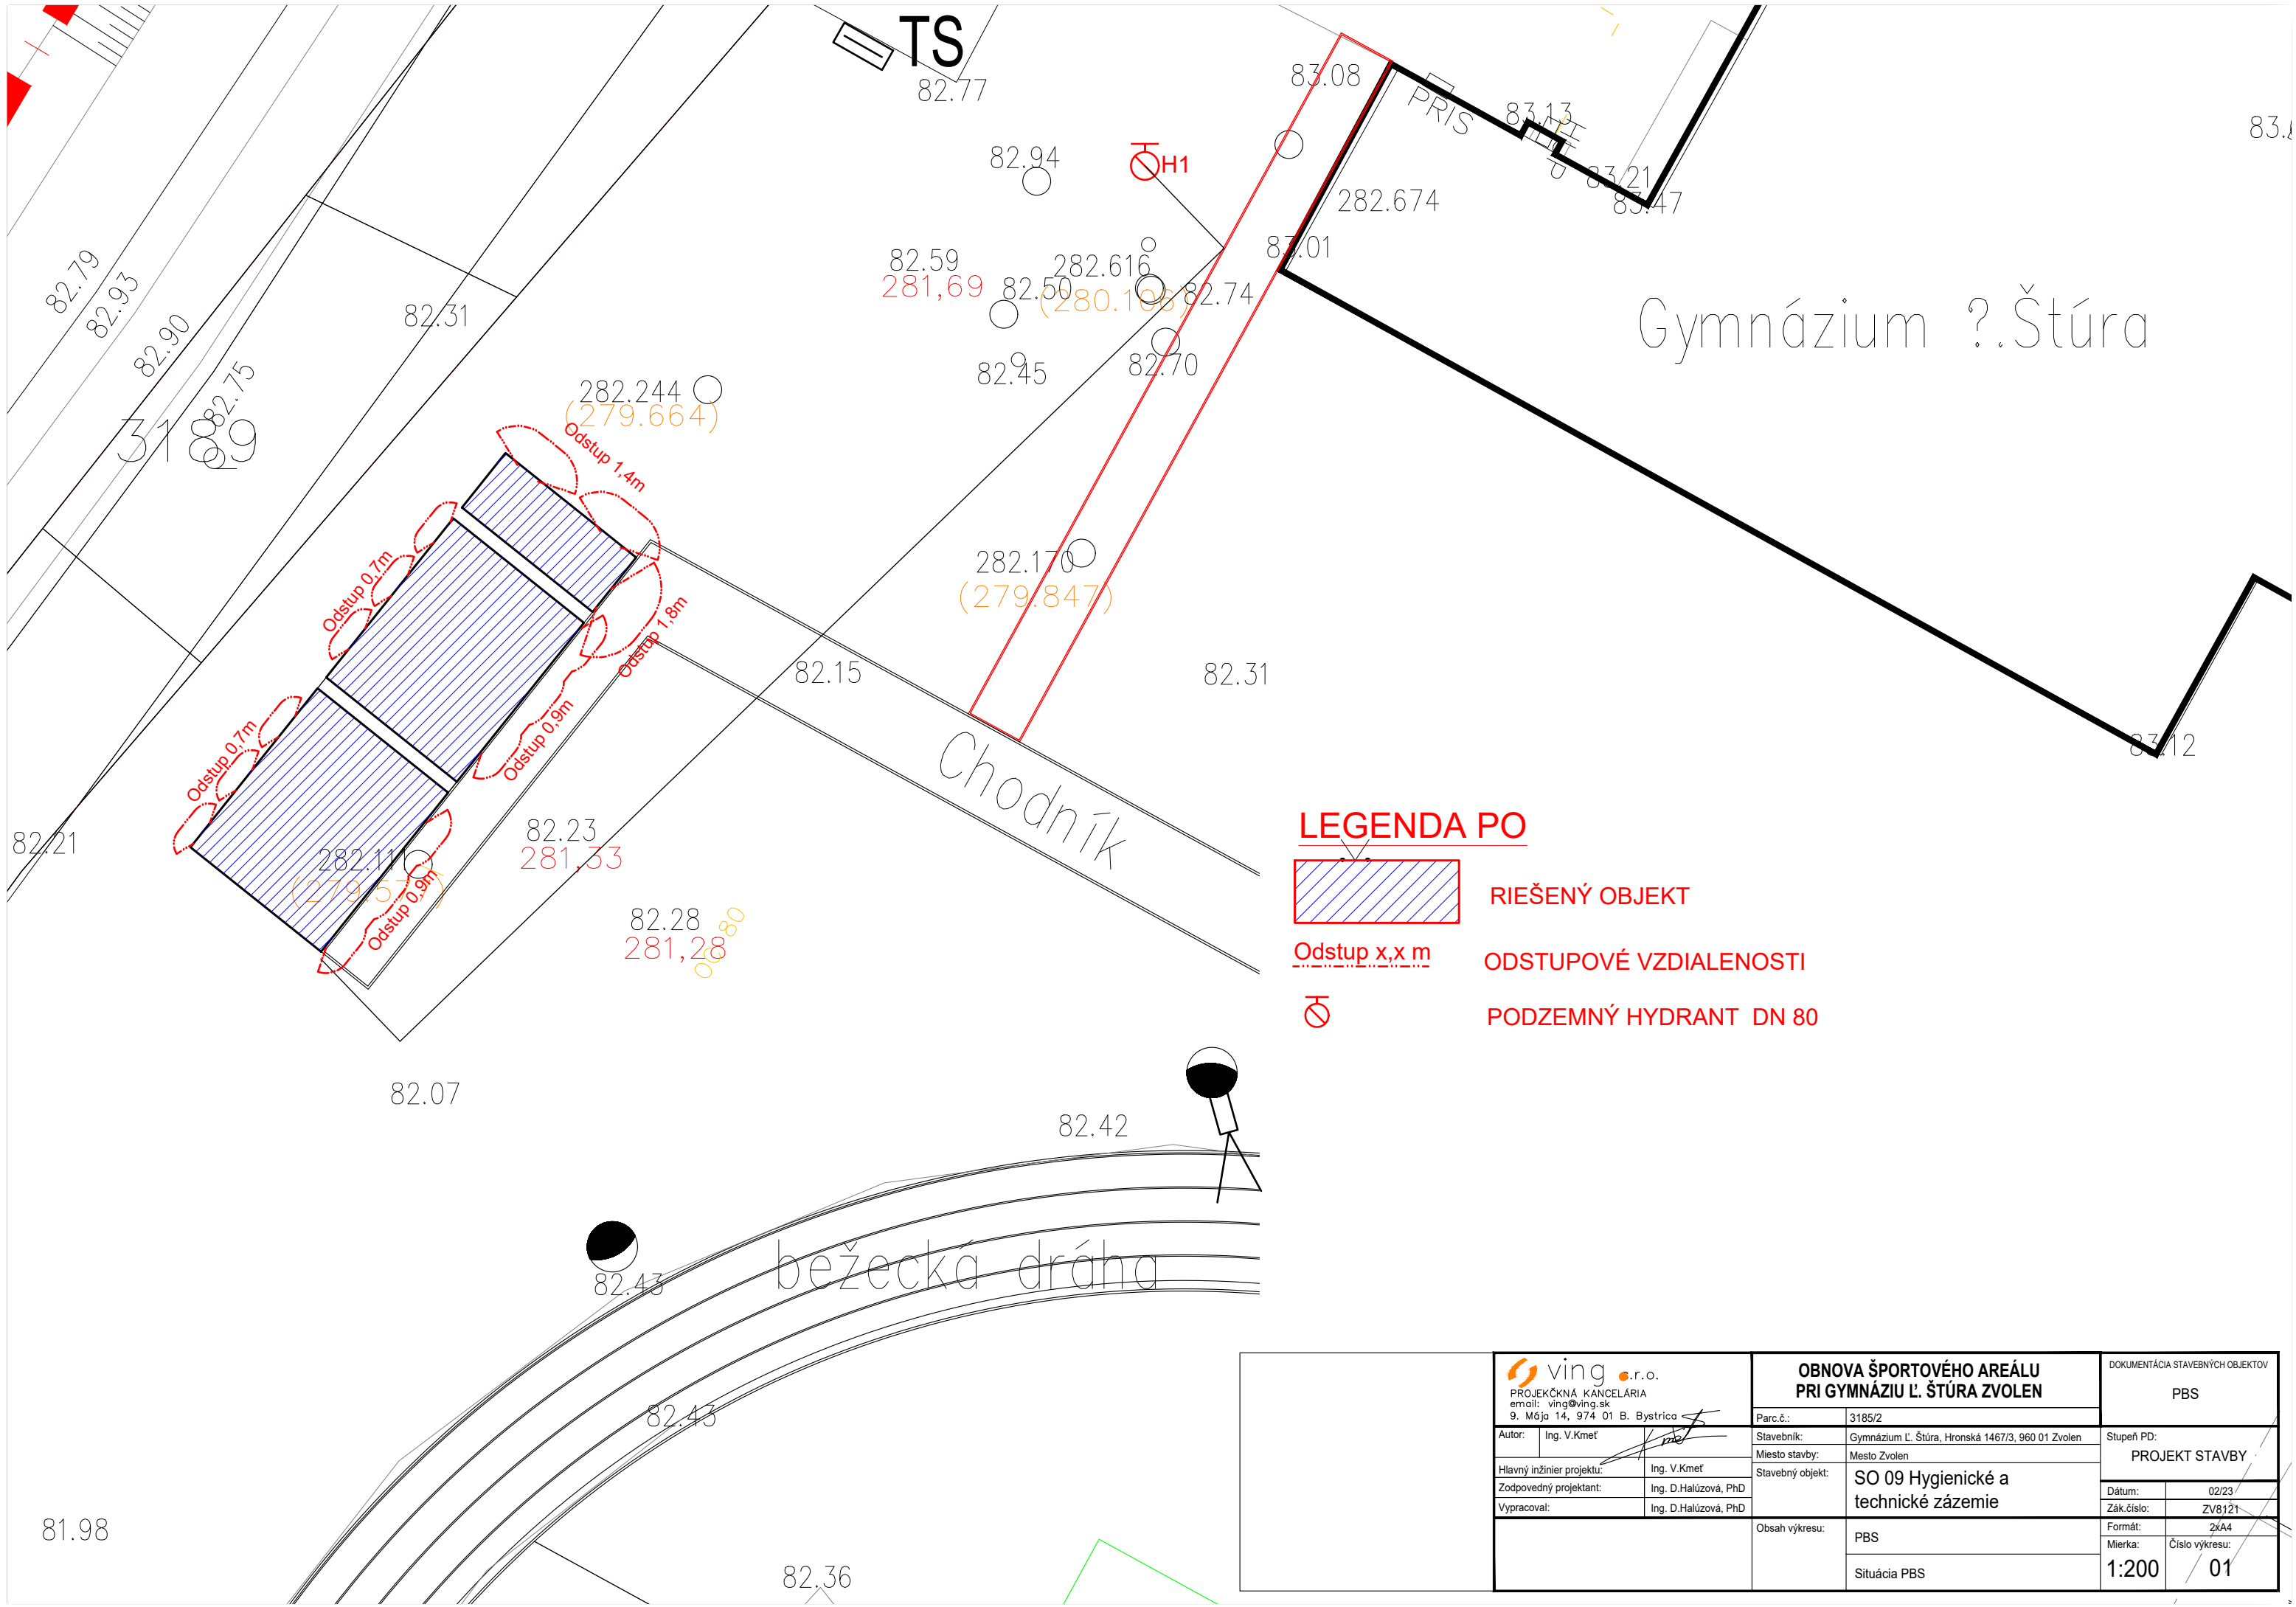 TS
82.77
83.08
PRIS
83.13
82.94
H1
83.21
83.47
282.674
82.79
82.93
82.90
82.75
82.31
3189
82.59
281,69
82.50
282.616
(280.106)
82.74
83.01
82.45
82.70
Gymnázium ?.Štúra
282.244
(279.664)
Odstup 1,4m
Odstup 0,7m
Odstup 1,8m
282.170
(279.847)
82.15
82.31
Odstup 0,9m
Odstup 0,7m
Chodník
83.12
82.21
82.23
281,33
282.111
Odstup 0,9m
82.28
281,28
82.07
LEGENDA PO
RIEŠENÝ OBJEKT
Odstup x,x m
ODSTUPOVÉ VZDIALENOSTI
PODZEMNÝ HYDRANT DN 80
82.42
bežecká dráha
82.43
82.43
81.98
82.36
ving s.r.o.
PROJEKČKNÁ KANCELÁRIA
email: ving@ving.sk
9. Mája 14, 974 01 B. Bystrica
OBNOVA ŠPORTOVÉHO AREÁLU
PRI GYMNÁZIU Ľ. ŠTÚRA ZVOLEN
DOKUMENTÁCIA STAVEBNÝCH OBJEKTOV
PBS
Parc.č.: 3185/2
Autor: Ing. V.Kmeť
Stavebník: Gymnázium Ľ. Štúra, Hronská 1467/3, 960 01 Zvolen
Miesto stavby: Mesto Zvolen
Stupeň PD:
PROJEKT STAVBY
Hlavný inžinier projektu: Ing. V.Kmeť
Zodpovedný projektant: Ing. D.Halúzová, PhD
Vypracoval: Ing. D.Halúzová, PhD
Stavebný objekt: SO 09 Hygienické a
technické zázemie
Dátum: 02/23
Zák.číslo: ZV8121
Formát: 2xA4
Obsah výkresu: PBS
Situácia PBS
Mierka: 1:200
Číslo výkresu: 01